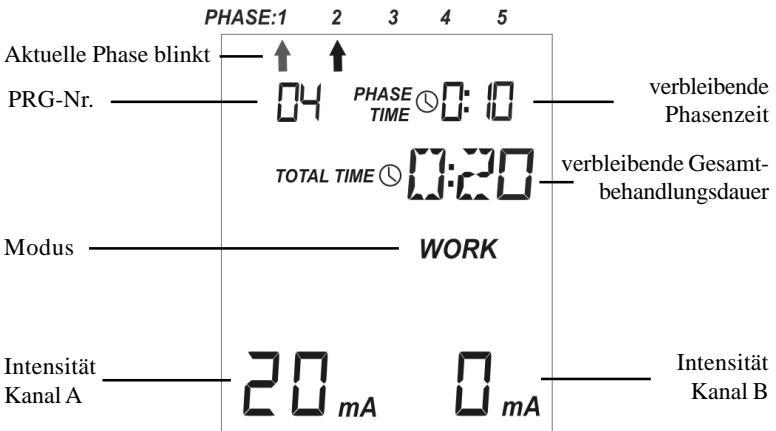 PHASE:1 2 3 4 5
Aktuelle Phase blinkt
PRG-Nr.
04
PHASE
TIME
0:10
verbleibende
Phasenzeit
TOTAL TIME
0:20
verbleibende Gesamt-
behandlungsdauer
Modus
WORK
Intensität
Kanal A
20 mA
0 mA
Intensität
Kanal B